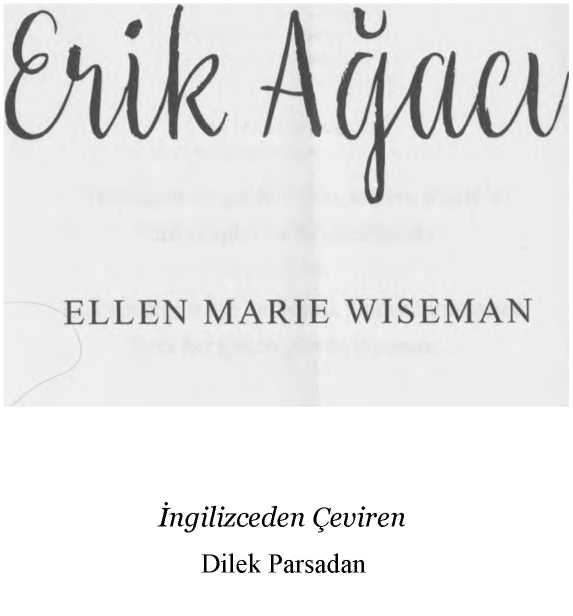 Erik Ağacı
ELLEN MARIE WISEMAN
İngilizceden Çeviren
Dilek Parsadan